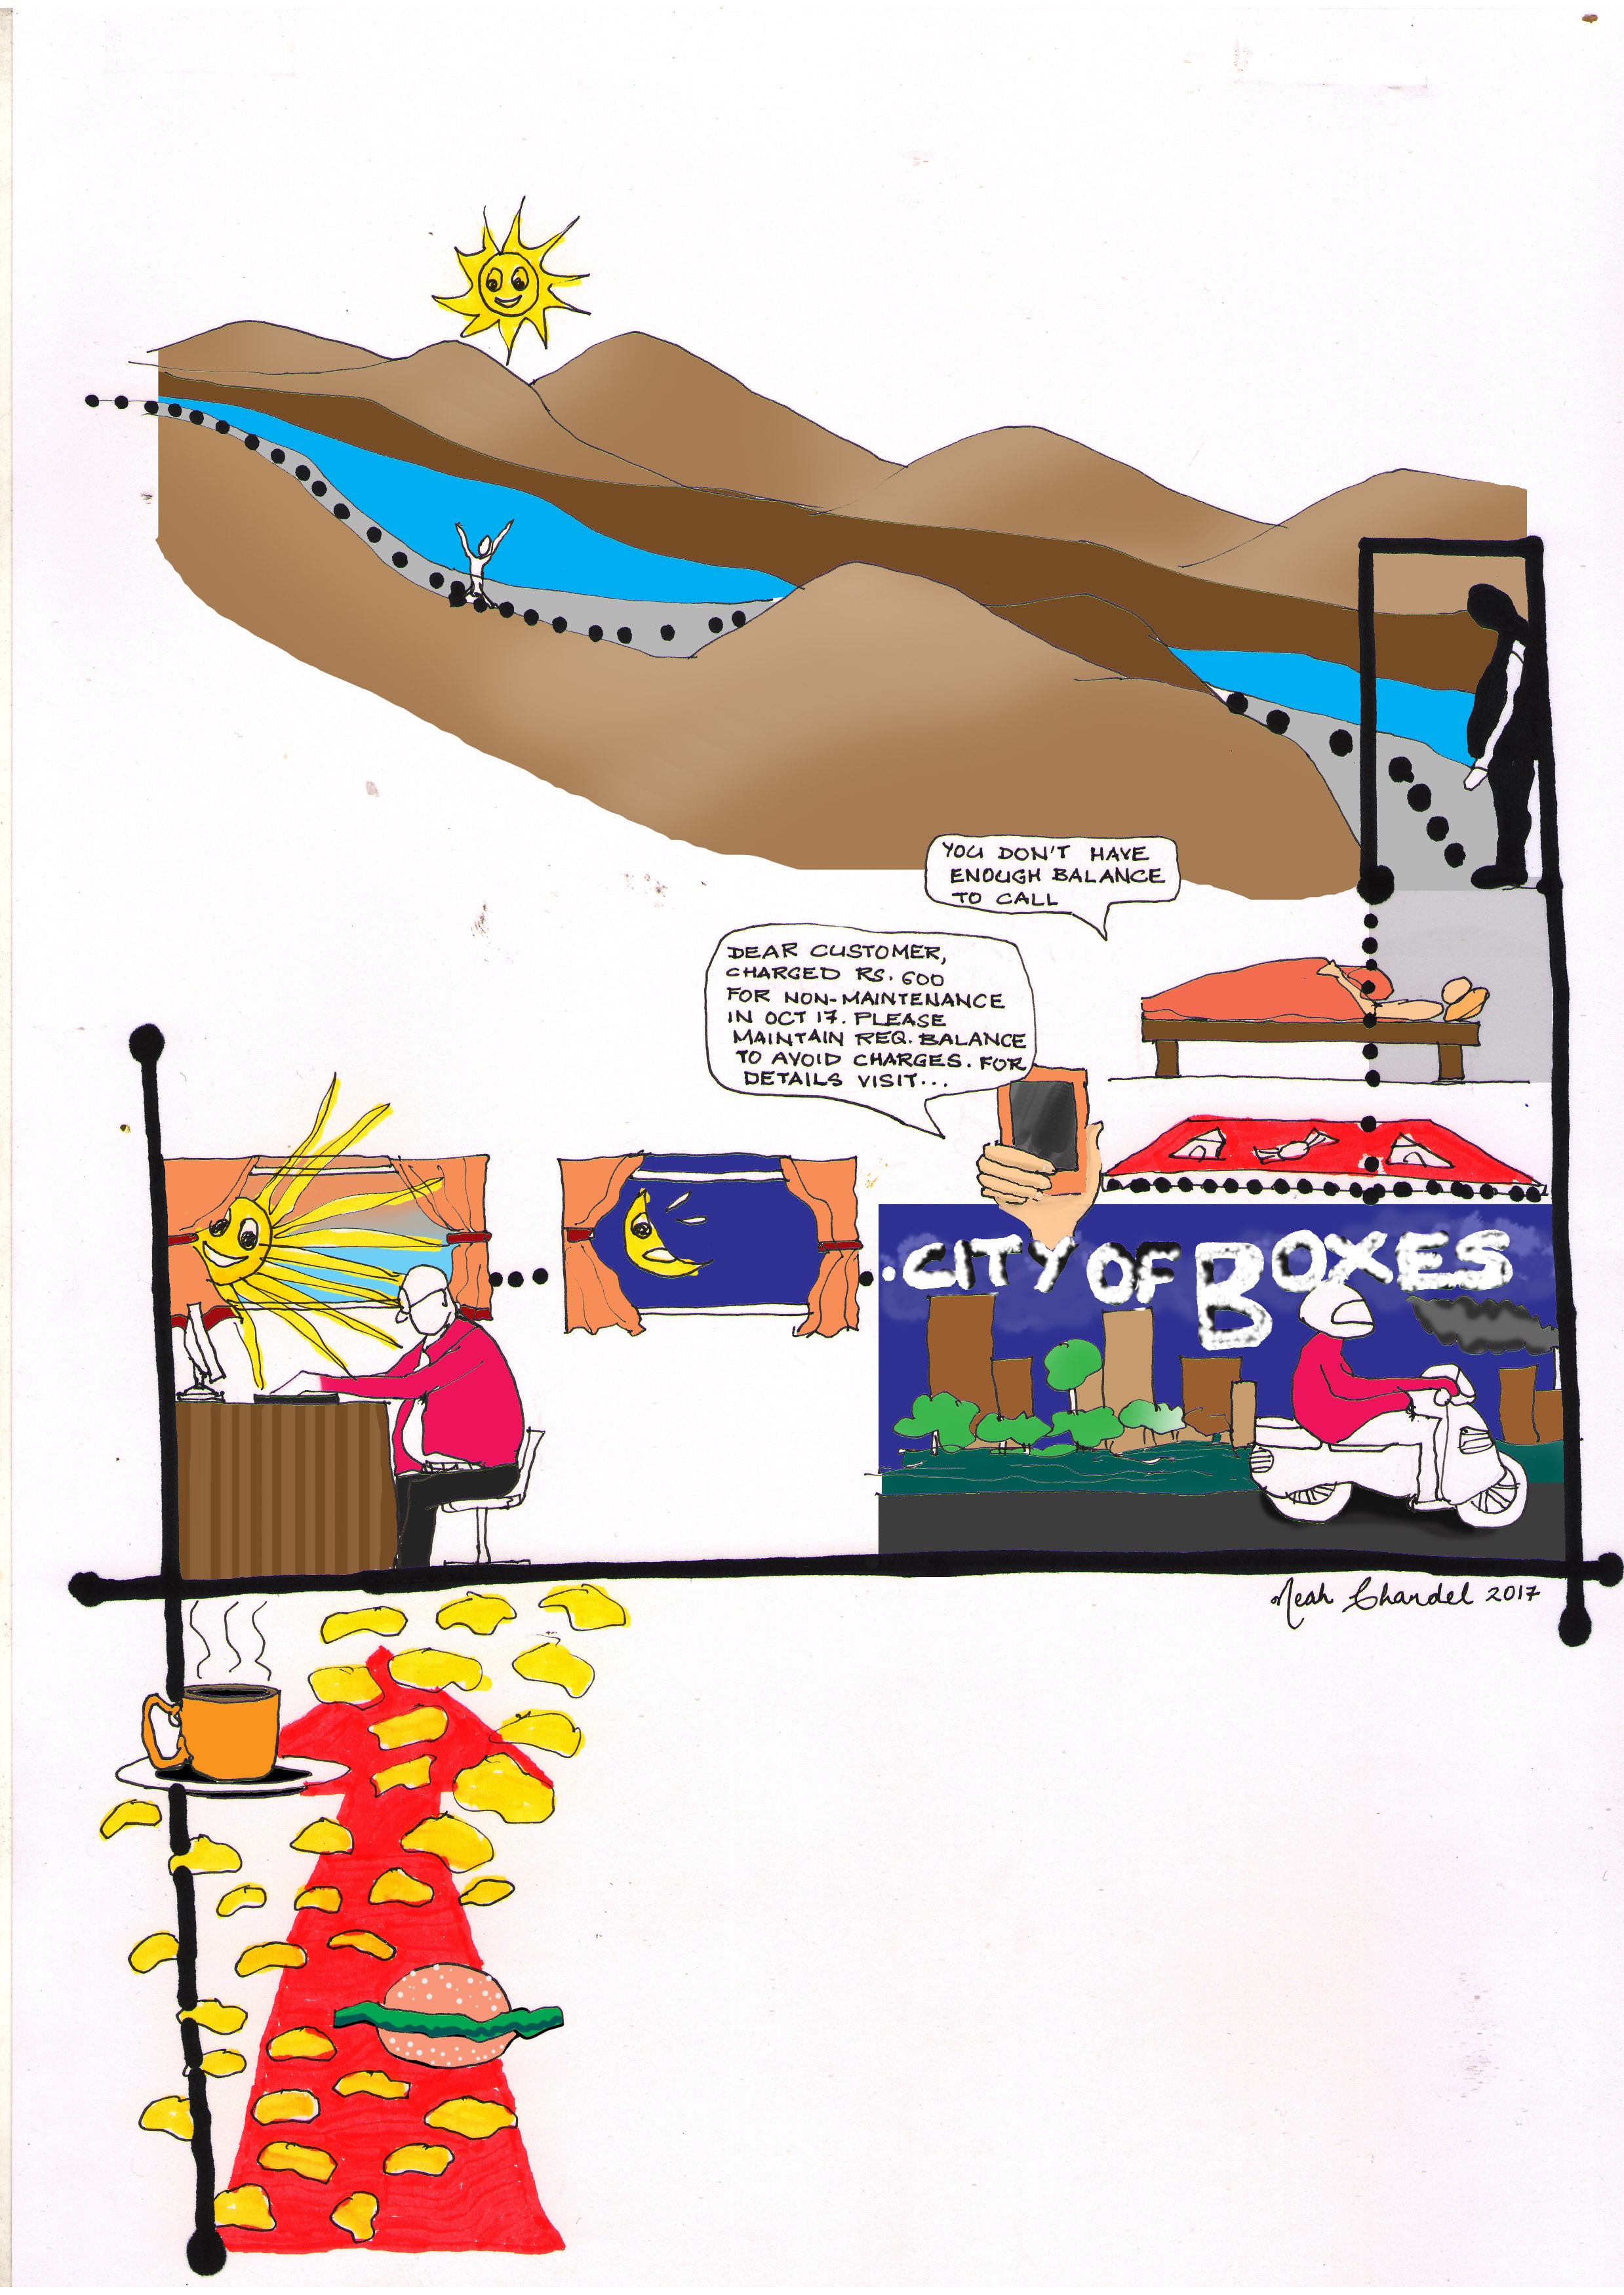 YOU DON'T HAVE
ENOUGH BALANCE
TO CALL
DEAR CUSTOMER,
CHARGED RS. 600
FOR NON-MAINTENANCE
IN OCT 17. PLEASE
MAINTAIN REQ. BALANCE
TO AVOID CHARGES. FOR
DETAILS VISIT...
CITY OF BOXES
Neah Chandel 2017